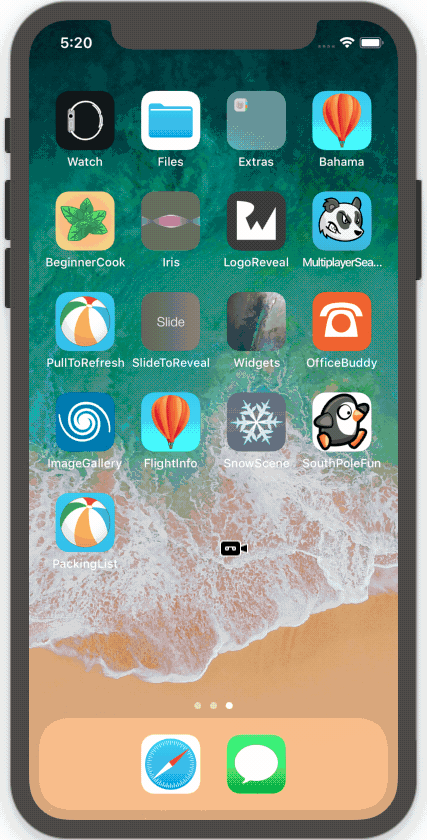 5:20
Watch Files Extras Bahama
BeginnerCook Iris LogoReveal MultiplayerSea...
Slide
PullToRefresh SlideToReveal Widgets OfficeBuddy
ImageGallery FlightInfo SnowScene SouthPoleFun
PackingList